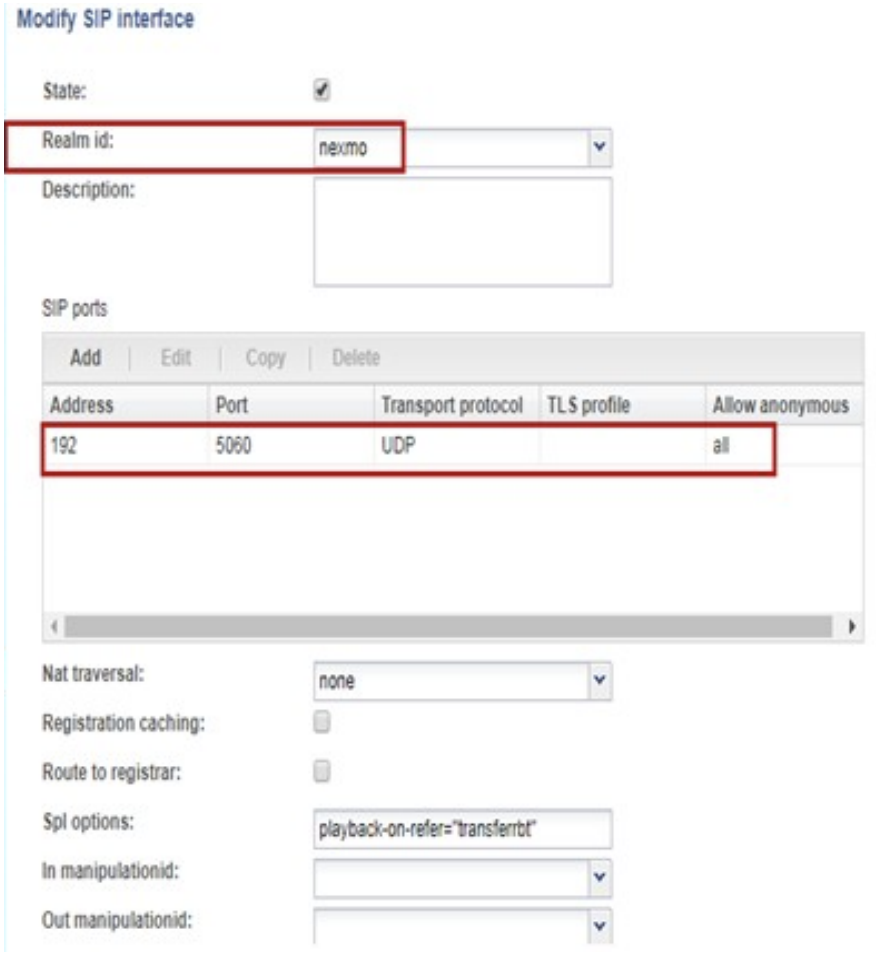 Modify SIP interface
State:
Realm id: nexmo
Description:
SIP ports
Add Edit Copy Delete
Address Port Transport protocol TLS profile Allow anonymous
192 5060 UDP all
Nat traversal: none
Registration caching:
Route to registrar:
Spl options: playback-on-refer="transferrbt"
In manipulationid:
Out manipulationid: